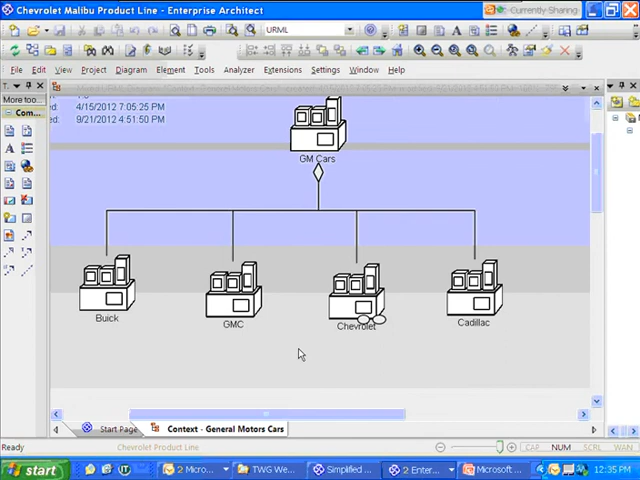 Chevrolet Malibu Product Line - Enterprise Architect
Currently Sharing
URML
File Edit View Project Diagram Element Tools Analyzer Extensions Settings Window Help
More too...
Com...
ed: 4/15/2012 7:05:25 PM
ed: 9/21/2012 4:51:50 PM
GM Cars
Buick
GMC
Chevrolet
Cadillac
Start Page
Context - General Motors Cars
Ready
Chevrolet Product Line
CAP NUM SCRL WAN
start
2 Micro...
TWG We...
Simplified ...
2 Enter...
Microsoft ...
12:35 PM